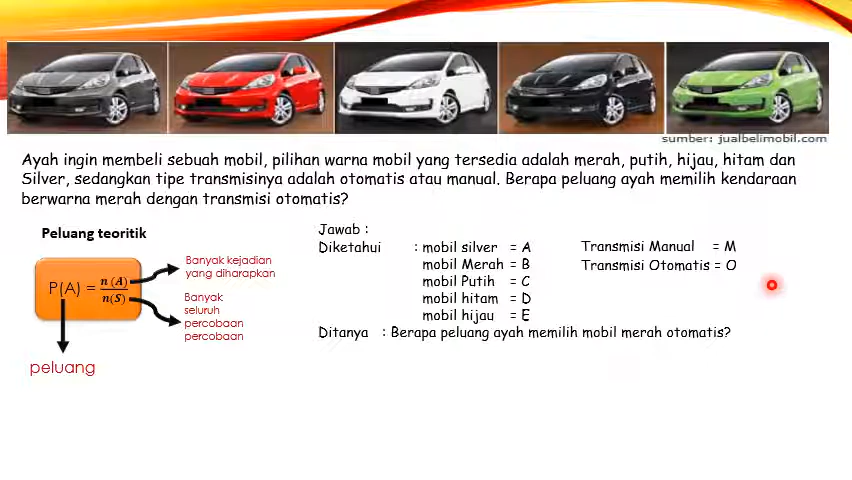 sumber: jualbelimobil.com
Ayah ingin membeli sebuah mobil, pilihan warna mobil yang tersedia adalah merah, putih, hijau, hitam dan
Silver, sedangkan tipe transmisinya adalah otomatis atau manual. Berapa peluang ayah memilih kendaraan
berwarna merah dengan transmisi otomatis?
Peluang teoritik
P(A) = n (A) / n(S)
Banyak kejadian
yang diharapkan
Banyak
seluruh
percobaan
percobaan
peluang
Jawab :
Diketahui : mobil silver = A
mobil Merah = B
mobil Putih = C
mobil hitam = D
mobil hijau = E
Transmisi Manual = M
Transmisi Otomatis = O
Ditanya : Berapa peluang ayah memilih mobil merah otomatis?